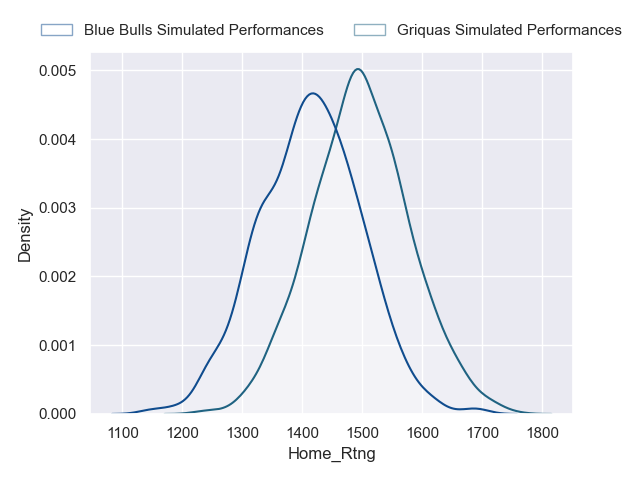 Blue Bulls Simulated Performances Griquas Simulated Performances
0.005
0.004
0.003
0.002
0.001
0.000
Density
1100 1200 1300 1400 1500 1600 1700 1800
Home_Rtng